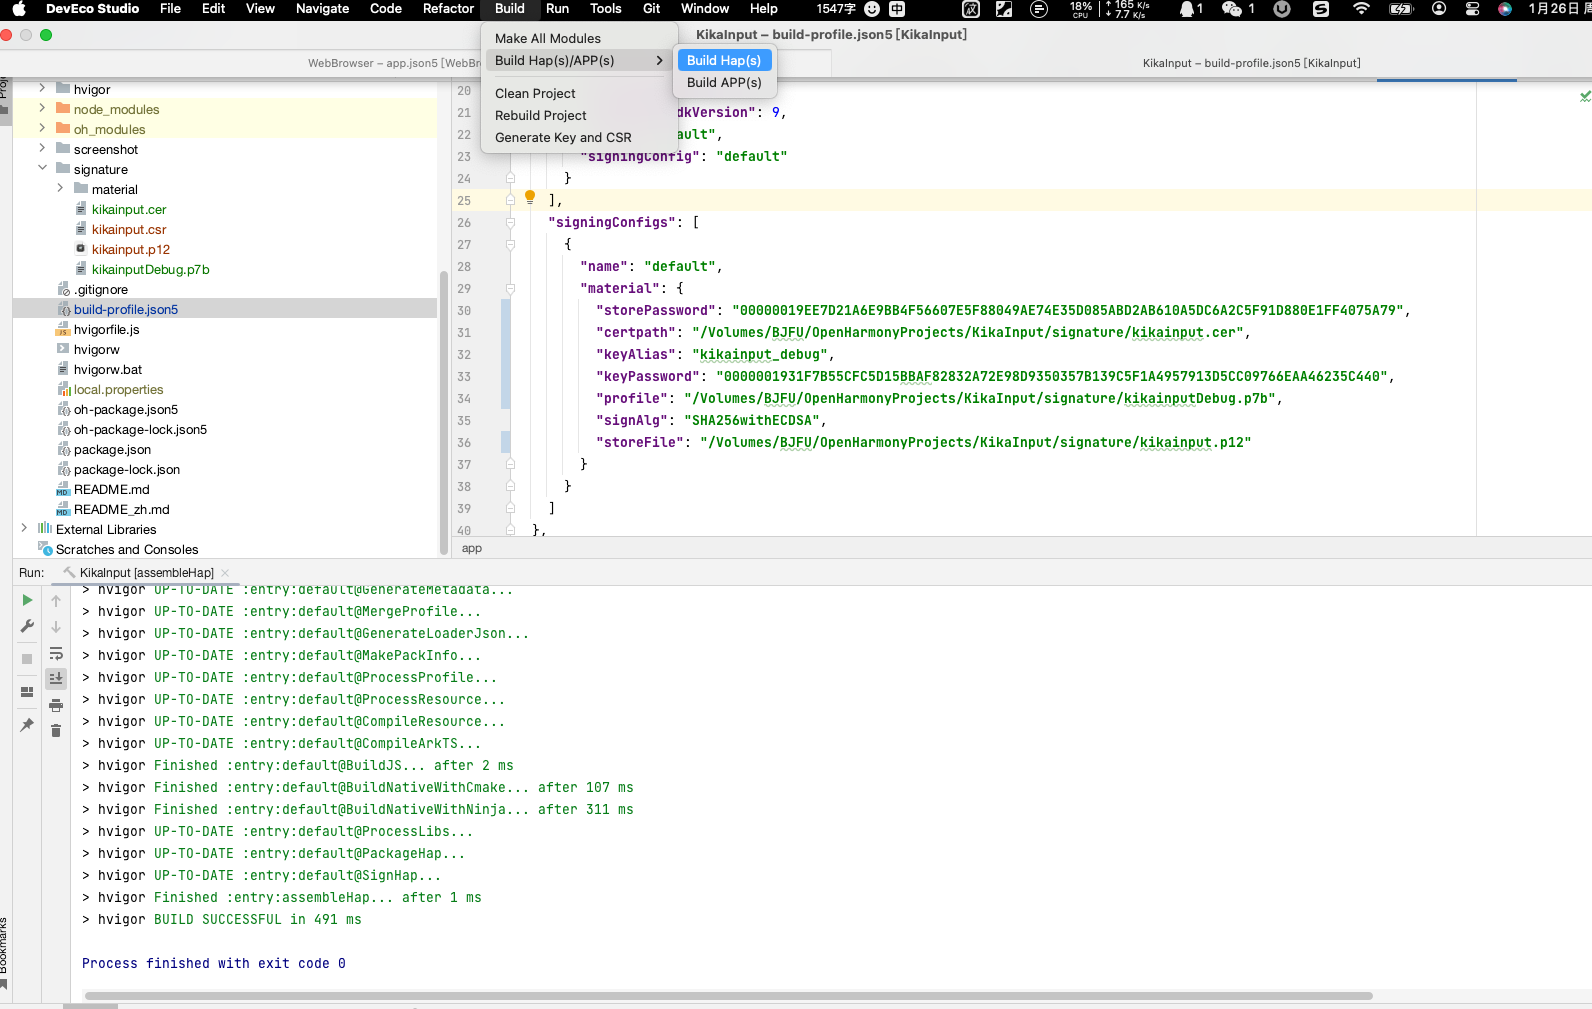 DevEco Studio File Edit View Navigate Code Refactor Build Run Tools Git Window Help 1547字 中 18% CPU 165 K/s 7.7 K/s 1 1 1月26日
KikaInput – build-profile.json5 [KikaInput]
WebBrowser – app.json5 [WebBr
KikaInput – build-profile.json5 [KikaInput]
Make All Modules
Build Hap(s)/APP(s)
Clean Project
Rebuild Project
Generate Key and CSR
Build Hap(s)
Build APP(s)
hvigor
node_modules
oh_modules
screenshot
signature
material
kikainput.cer
kikainput.csr
kikainput.p12
kikainputDebug.p7b
.gitignore
build-profile.json5
hvigorfile.js
hvigorw
hvigorw.bat
local.properties
oh-package.json5
oh-package-lock.json5
package.json
package-lock.json
README.md
README_zh.md
External Libraries
Scratches and Consoles
20
21 dkVersion": 9,
22 ault",
23 "signingConfig": "default"
24 }
25 ],
26 "signingConfigs": [
27 {
28 "name": "default",
29 "material": {
30 "storePassword": "00000019EE7D21A6E9BB4F56607E5F88049AE74E35D085ABD2AB610A5DC6A2C5F91D880E1FF4075A79",
31 "certpath": "/Volumes/BJFU/OpenHarmonyProjects/KikaInput/signature/kikainput.cer",
32 "keyAlias": "kikainput_debug",
33 "keyPassword": "0000001931F7B55CFC5D15BBAF82832A72E98D9350357B139C5F1A4957913D5CC09766EAA46235C440",
34 "profile": "/Volumes/BJFU/OpenHarmonyProjects/KikaInput/signature/kikainputDebug.p7b",
35 "signAlg": "SHA256withECDSA",
36 "storeFile": "/Volumes/BJFU/OpenHarmonyProjects/KikaInput/signature/kikainput.p12"
37 }
38 }
39 ]
40 },
app
Run: KikaInput [assembleHap]
> hvigor UP-TO-DATE :entry:default@GenerateMetadata...
> hvigor UP-TO-DATE :entry:default@MergeProfile...
> hvigor UP-TO-DATE :entry:default@GenerateLoaderJson...
> hvigor UP-TO-DATE :entry:default@MakePackInfo...
> hvigor UP-TO-DATE :entry:default@ProcessProfile...
> hvigor UP-TO-DATE :entry:default@ProcessResource...
> hvigor UP-TO-DATE :entry:default@CompileResource...
> hvigor UP-TO-DATE :entry:default@CompileArkTS...
> hvigor Finished :entry:default@BuildJS... after 2 ms
> hvigor Finished :entry:default@BuildNativeWithCmake... after 107 ms
> hvigor Finished :entry:default@BuildNativeWithNinja... after 311 ms
> hvigor UP-TO-DATE :entry:default@ProcessLibs...
> hvigor UP-TO-DATE :entry:default@PackageHap...
> hvigor UP-TO-DATE :entry:default@SignHap...
> hvigor Finished :entry:assembleHap... after 1 ms
> hvigor BUILD SUCCESSFUL in 491 ms
Process finished with exit code 0
Bookmarks